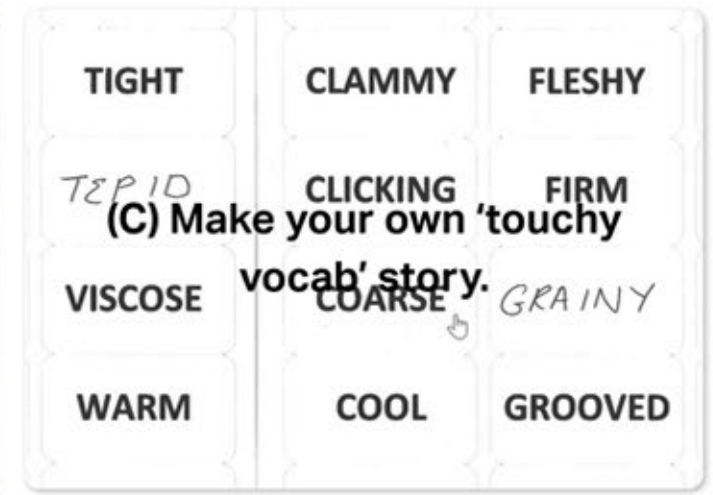 TIGHT CLAMMY FLESHY
TEPID CLICKING FIRM
(C) Make your own ‘touchy
vocab’ story.
VISCOSE COARSE GRAINY
WARM COOL GROOVED